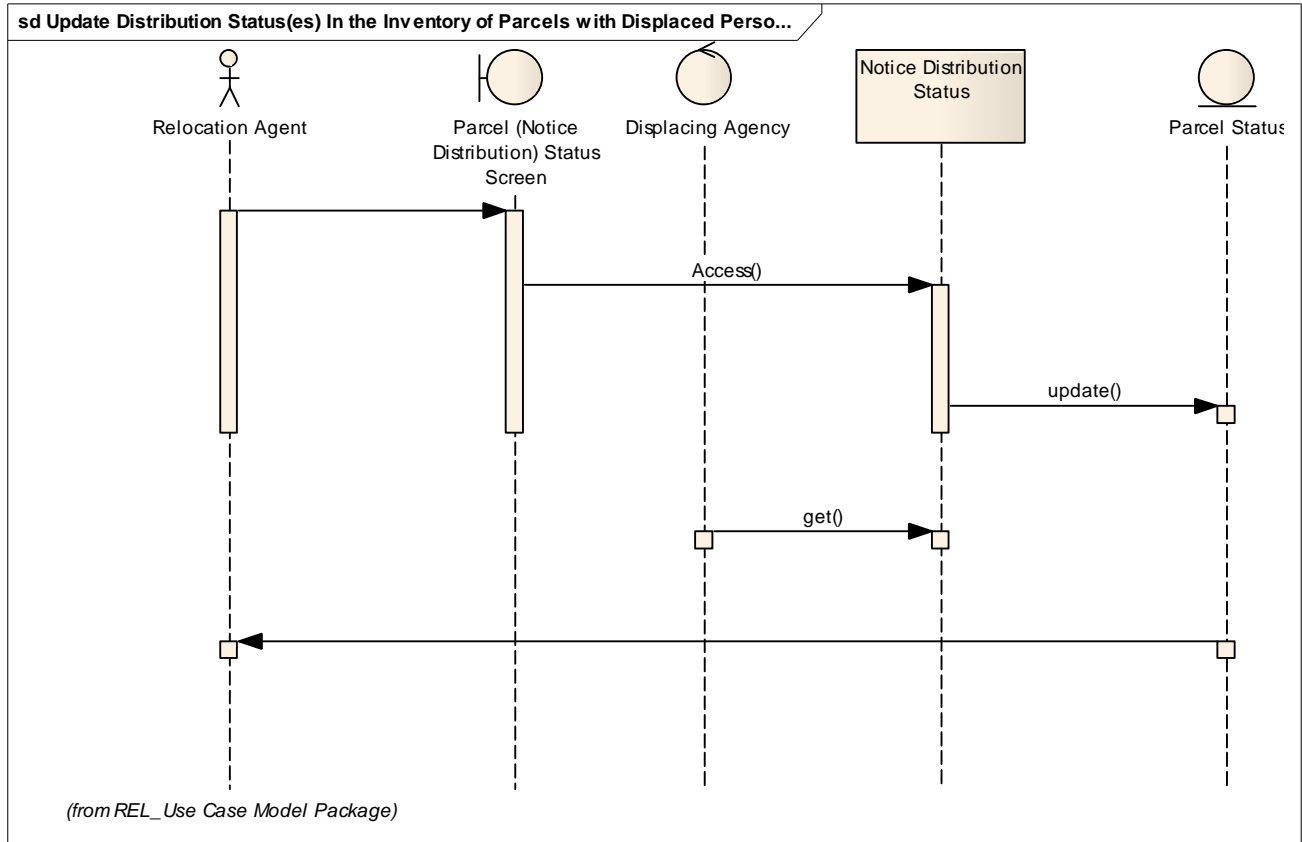 sd Update Distribution Status(es) In the Inventory of Parcels with Displaced Perso...
Relocation Agent
Parcel (Notice
Distribution) Status
Screen
Displacing Agency
Notice Distribution
Status
Parcel Status
Access()
update()
get()
(from REL_Use Case Model Package)